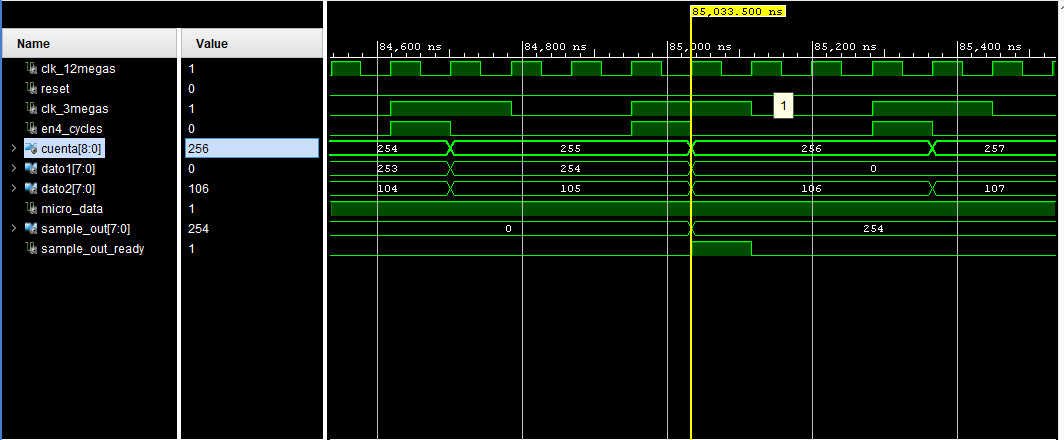 85,033.500 ns
Name Value
84,600 ns 84,800 ns 85,000 ns 85,200 ns 85,400 ns
clk_12megas 1
reset 0
clk_3megas 1 1
en4_cycles 0
cuenta[8:0] 256 254 255 256 257
dato1[7:0] 0 253 254 0
dato2[7:0] 106 104 105 106 107
micro_data 1
sample_out[7:0] 254 0 254
sample_out_ready 1